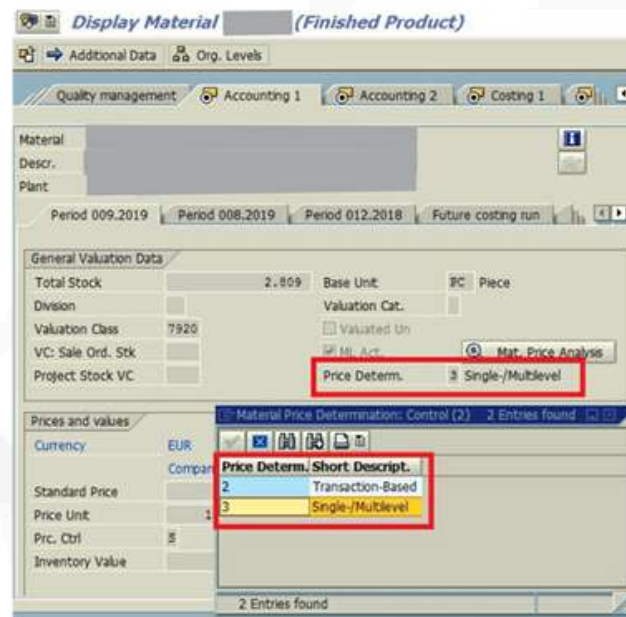 Display Material (Finished Product)
Additional Data Org. Levels
Quality management Accounting 1 Accounting 2 Costing 1
Material
Descr.
Plant
Period 009.2019 Period 008.2019 Period 012.2018 Future costing run
General Valuation Data
Total Stock 2.809 Base Unit PC Piece
Division Valuation Cat.
Valuation Class 7920 Valuated Un
VC: Sale Ord. Stk ML Act. Mat. Price Analysis
Project Stock VC Price Determ. 3 Single-/Multilevel
Prices and values Material Price Determination: Control (2) 2 Entries found
Currency EUR
Compan Price Determ. Short Descript.
Standard Price 2 Transaction-Based
Price Unit 1 3 Single-/Multilevel
Prc. Ctrl S
Inventory Value
2 Entries found